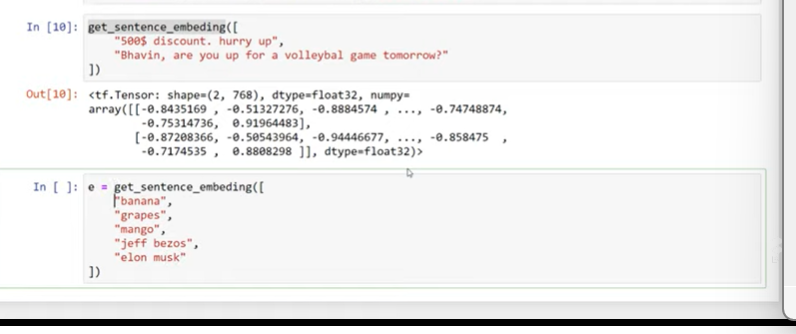 In [10]: get_sentence_embeding([
"500$ discount. hurry up",
"Bhavin, are you up for a volleybal game tomorrow?"
])
Out[10]: <tf.Tensor: shape=(2, 768), dtype=float32, numpy=
array([[-0.8435169 , -0.51327276, -0.8884574 , ..., -0.74748874,
-0.75314736, 0.91964483],
[-0.87208366, -0.50543964, -0.94446677, ..., -0.858475 ,
-0.7174535 , 0.8808298 ]], dtype=float32)>
In [ ]: e = get_sentence_embeding([
"banana",
"grapes",
"mango",
"jeff bezos",
"elon musk"
])